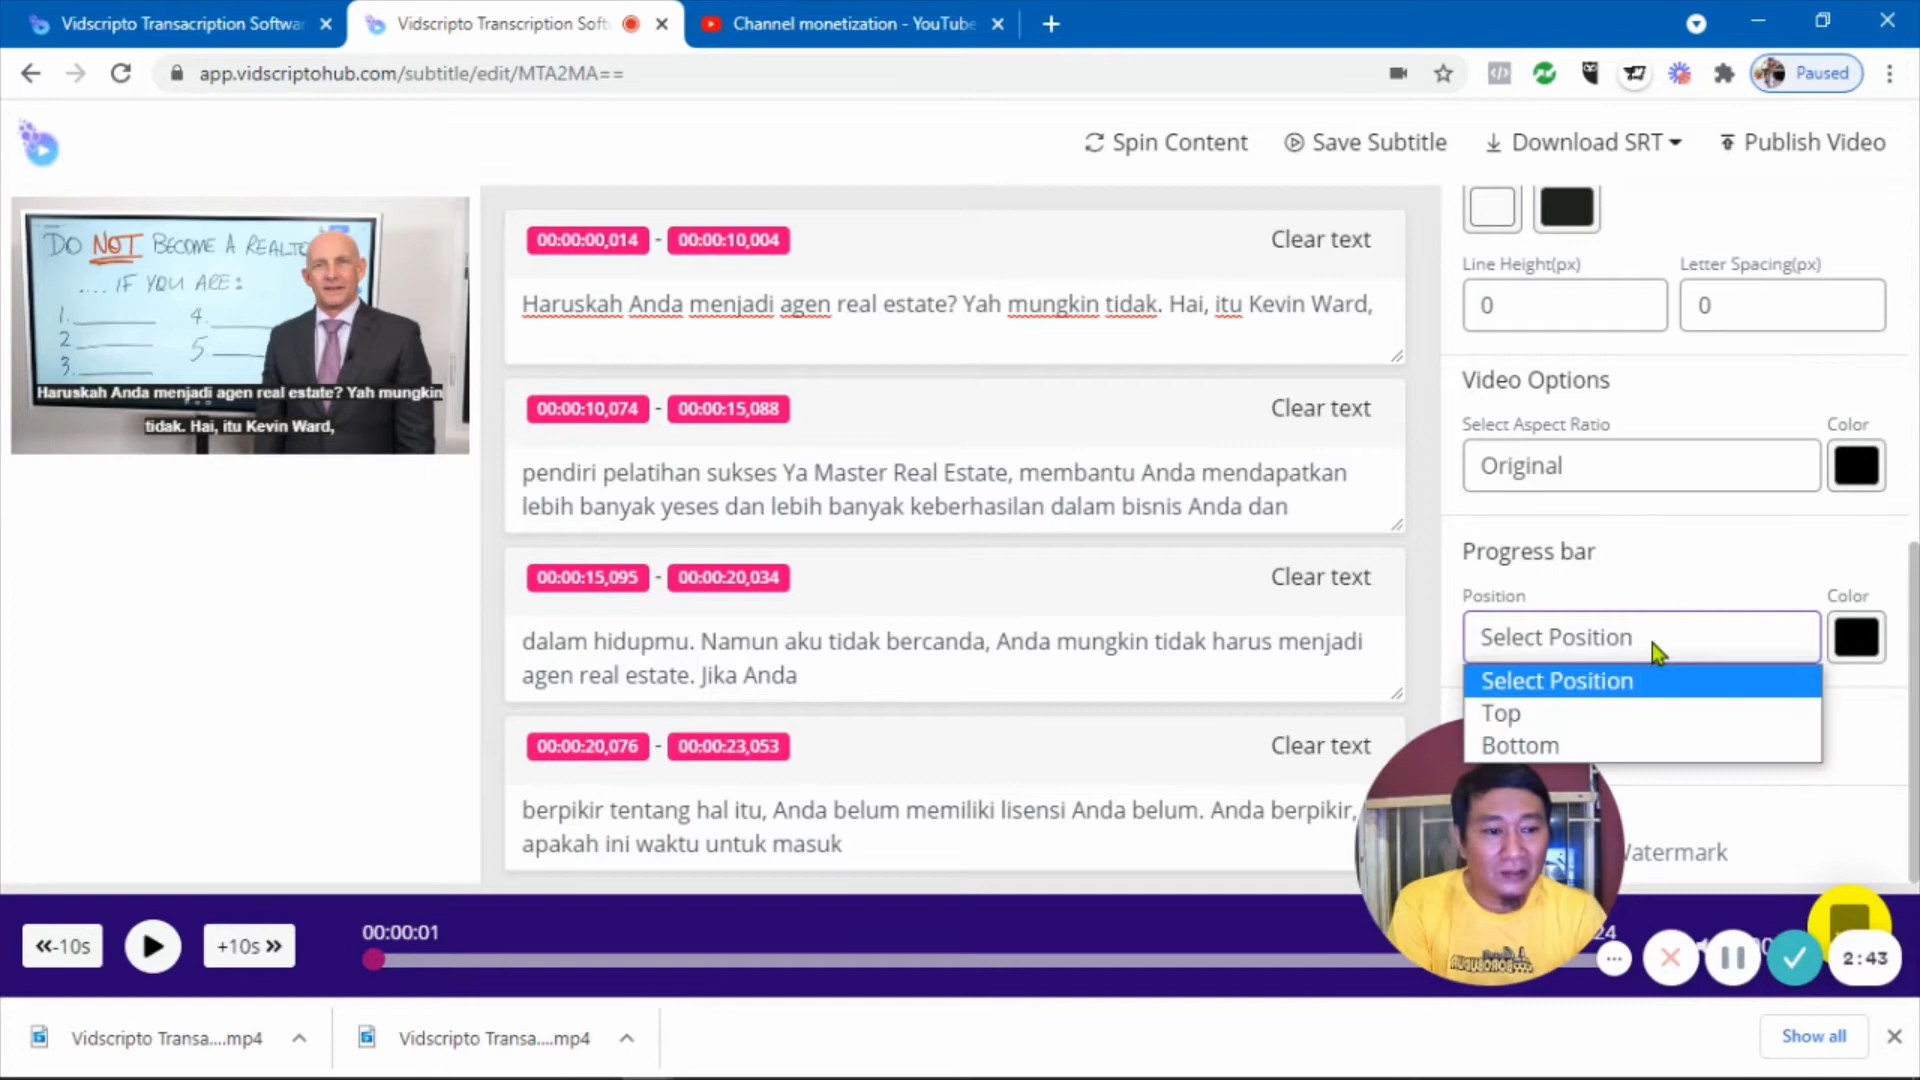 Vidscripto Transacription Softwa
Vidscripto Transcription Soft
Channel monetization - YouTube
app.vidscriptohub.com/subtitle/edit/MTA2MA==
Paused
Spin Content
Save Subtitle
Download SRT
Publish Video
DO NOT BECOME A REALTO
.... IF YOU ARE:
1.
2
3.
4.
5.
Haruskah Anda menjadi agen real estate? Yah mungkin
tidak. Hai, itu Kevin Ward,
00:00:00,014 - 00:00:10,004
Clear text
Haruskah Anda menjadi agen real estate? Yah mungkin tidak. Hai, itu Kevin Ward,
00:00:10,074 - 00:00:15,088
Clear text
pendiri pelatihan sukses Ya Master Real Estate, membantu Anda mendapatkan
lebih banyak yeses dan lebih banyak keberhasilan dalam bisnis Anda dan
00:00:15,095 - 00:00:20,034
Clear text
dalam hidupmu. Namun aku tidak bercanda, Anda mungkin tidak harus menjadi
agen real estate. Jika Anda
00:00:20,076 - 00:00:23,053
Clear text
berpikir tentang hal itu, Anda belum memiliki lisensi Anda belum. Anda berpikir,
apakah ini waktu untuk masuk
Line Height(px)
Letter Spacing(px)
0
0
Video Options
Select Aspect Ratio
Color
Original
Progress bar
Position
Color
Select Position
Select Position
Top
Bottom
Watermark
-10s
+10s
00:00:01
24
2:43
Vidscripto Transa....mp4
Vidscripto Transa....mp4
Show all